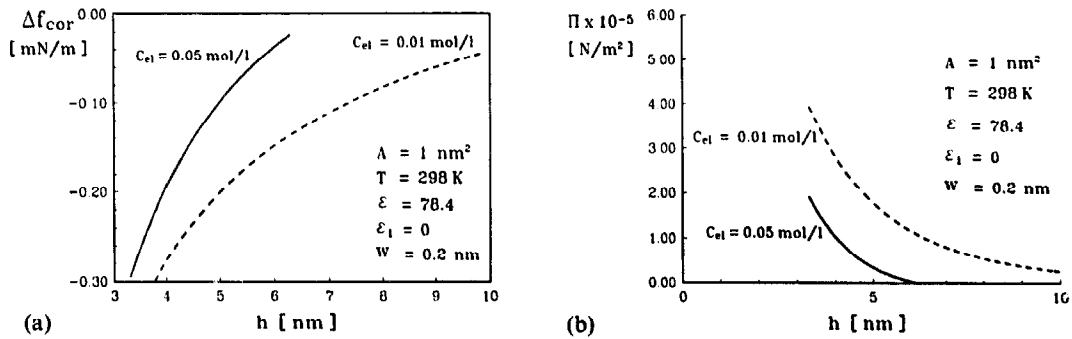 Δf_cor
[ mN/m ]
0.00
-0.10
-0.20
-0.30
3
4
5
6
7
8
9
10
C_el = 0.05 mol/l
C_el = 0.01 mol/l
A = 1 nm²
T = 298 K
ε = 78.4
ε_i = 0
W = 0.2 nm
(a)
h [ nm ]
Π x 10⁻⁵
[ N/m² ]
6.00
5.00
4.00
3.00
2.00
1.00
0.00
0
5
10
A = 1 nm²
T = 298 K
ε = 78.4
ε_i = 0
W = 0.2 nm
C_el = 0.01 mol/l
C_el = 0.05 mol/l
(b)
h [ nm ]